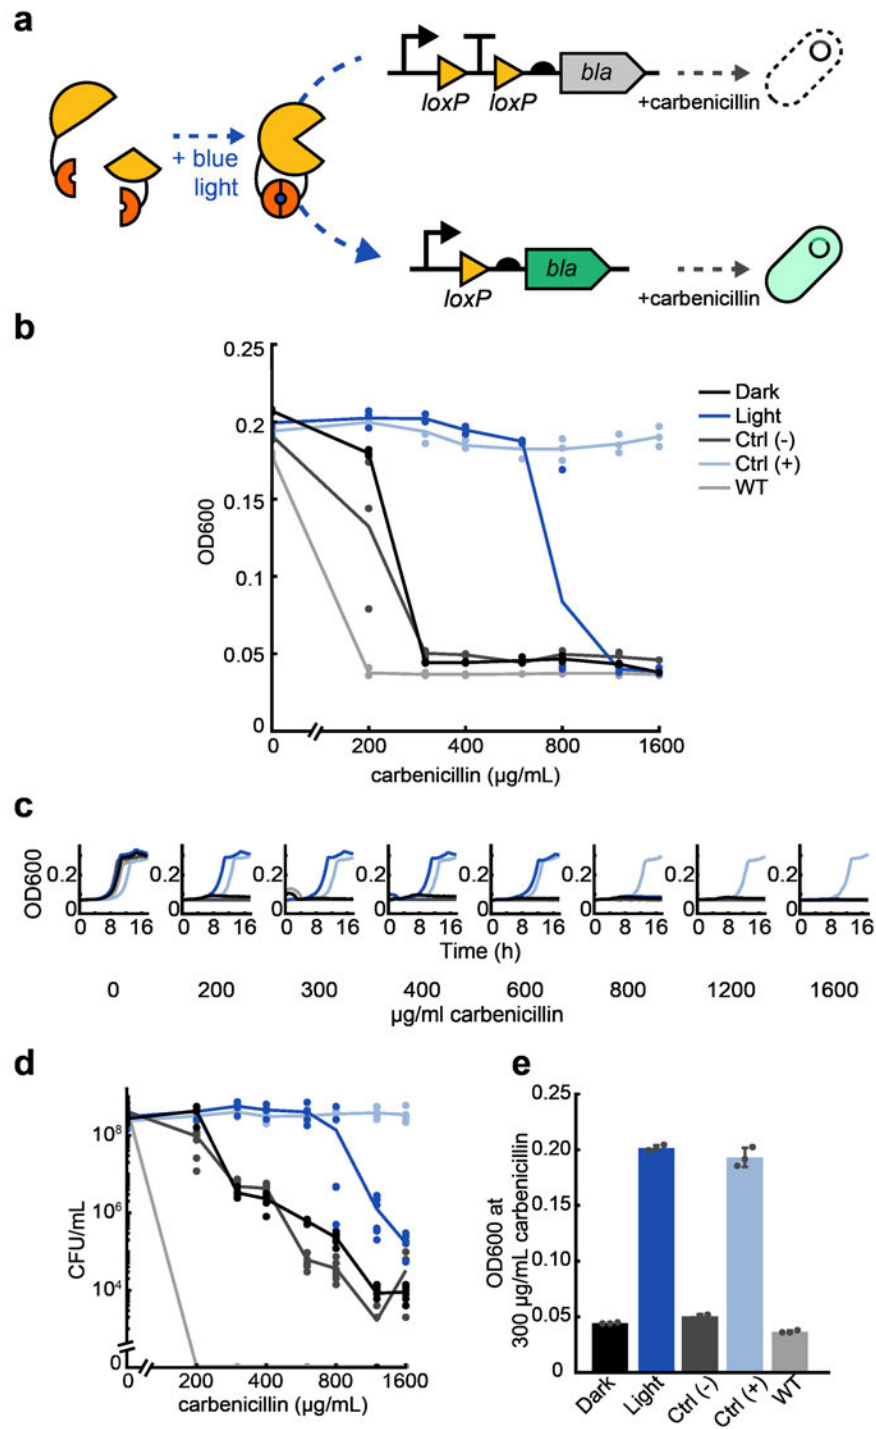 a
bla
loxP loxP
+carbenicillin
+ blue
light
bla
loxP
+carbenicillin
b
0.25
0.2
0.15
0.1
0.05
0
OD600
0 200 400 800 1600
carbenicillin (µg/mL)
Dark
Light
Ctrl (-)
Ctrl (+)
WT
c
OD600
0.2 0.2 0.2 0.2 0.2 0.2 0.2
0 0 0 0 0 0 0 0
0 8 16 0 8 16 0 8 16 0 8 16 0 8 16 0 8 16 0 8 16 0 8 16
Time (h)
0 200 300 400 600 800 1200 1600
µg/ml carbenicillin
d
CFU/mL
10⁸
10⁶
10⁴
0
0 200 400 800 1600
carbenicillin (µg/mL)
e
OD600 at
300 µg/mL carbenicillin
0.25
0.20
0.15
0.10
0.05
0
Dark Light Ctrl (-) Ctrl (+) WT